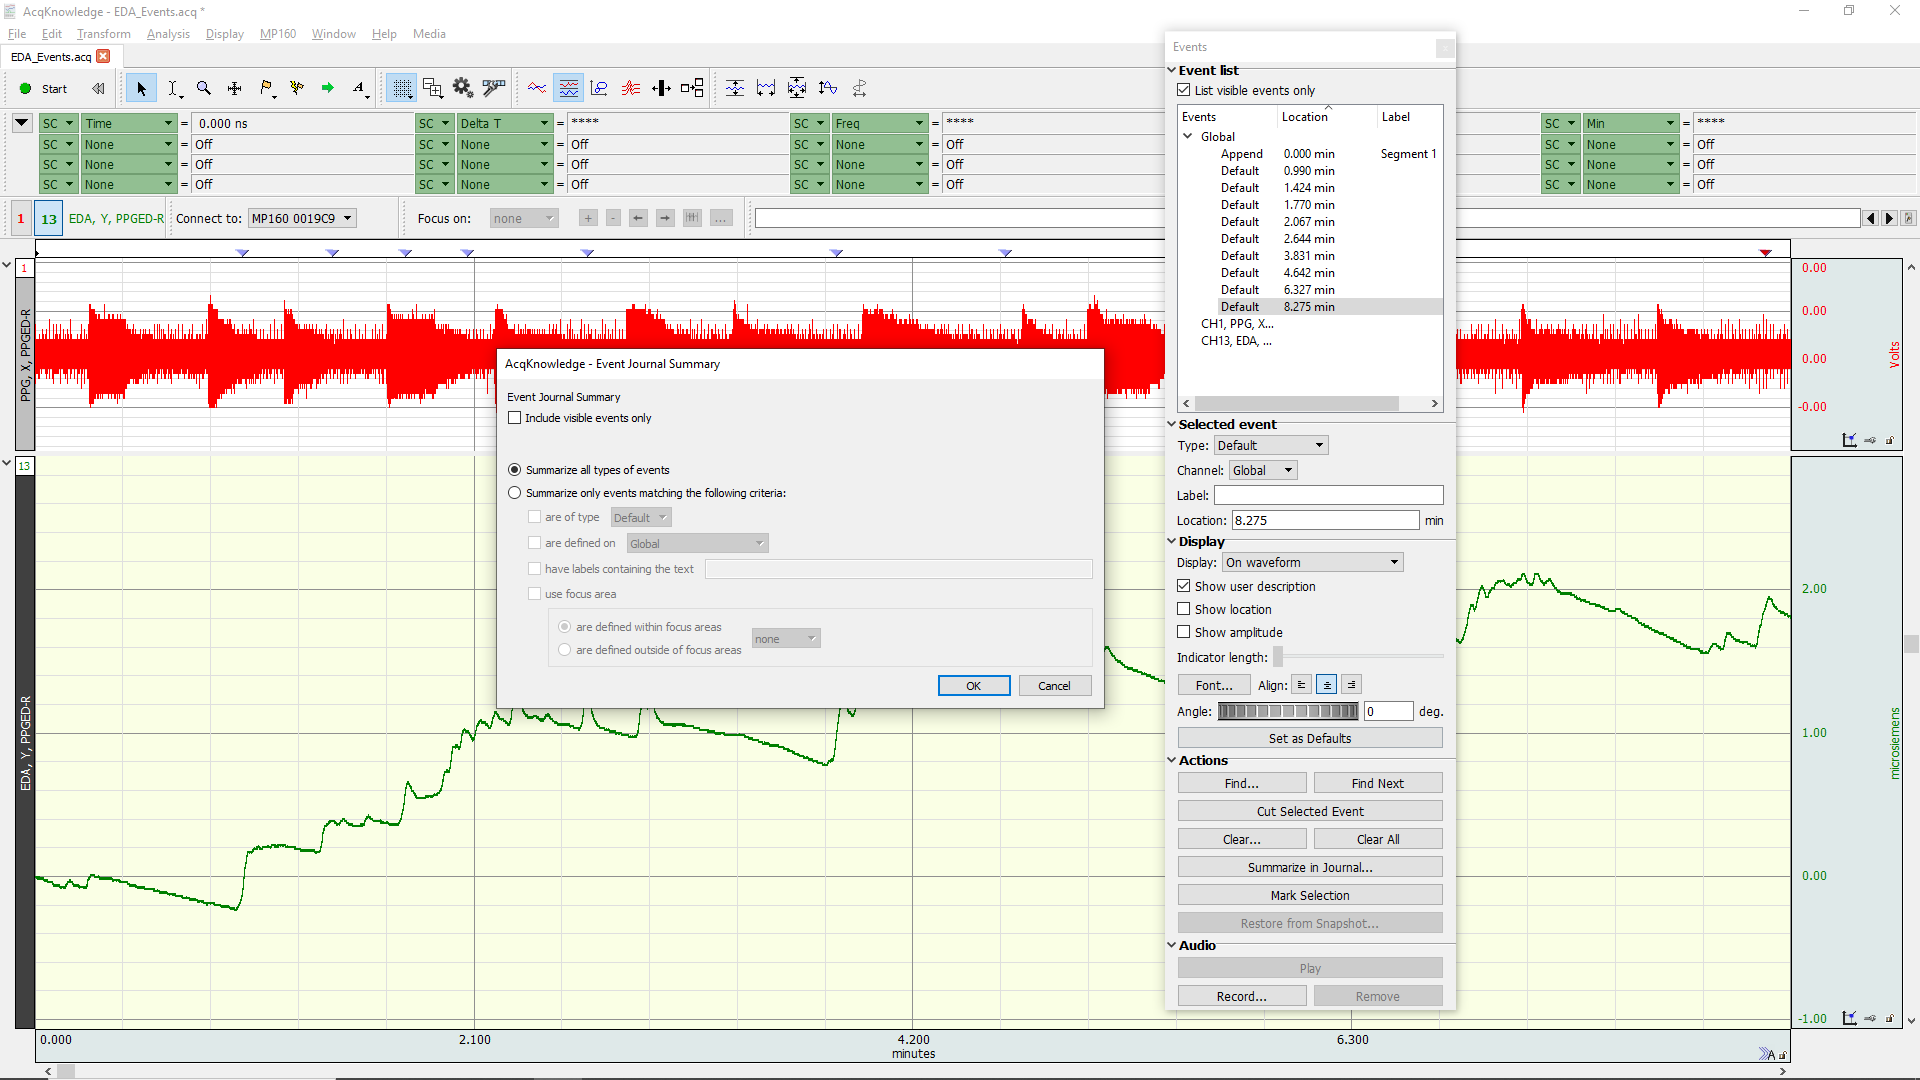 AcqKnowledge - EDA_Events.acq *
File Edit Transform Analysis Display MP160 Window Help Media
EDA_Events.acq
Start
SC Time = 0.000 ns SC Delta T = **** SC Freq = **** SC Min = ****
SC None = Off SC None = Off SC None = Off SC None = Off
SC None = Off SC None = Off SC None = Off SC None = Off
SC None = Off SC None = Off SC None = Off SC None = Off
1 13 EDA, Y, PPGED-R Connect to: MP160 0019C9 Focus on: none + - ...
1
PPG, X, PPGED-R
0.00
0.00
0.00
-0.00
Volts
13
EDA, Y, PPGED-R
2.00
1.00
0.00
-1.00
microsiemens
0.000 2.100 4.200 6.300
minutes
A
AcqKnowledge - Event Journal Summary
Event Journal Summary
Include visible events only
Summarize all types of events
Summarize only events matching the following criteria:
are of type Default
are defined on Global
have labels containing the text
use focus area
are defined within focus areas none
are defined outside of focus areas
OK Cancel
Events
Event list
List visible events only
Events Location Label
Global
Append 0.000 min Segment 1
Default 0.990 min
Default 1.424 min
Default 1.770 min
Default 2.067 min
Default 2.644 min
Default 3.831 min
Default 4.642 min
Default 6.327 min
Default 8.275 min
CH1, PPG, X...
CH13, EDA, ...
Selected event
Type: Default
Channel: Global
Label:
Location: 8.275 min
Display
Display: On waveform
Show user description
Show location
Show amplitude
Indicator length:
Font... Align:
Angle: 0 deg.
Set as Defaults
Actions
Find... Find Next
Cut Selected Event
Clear... Clear All
Summarize in Journal...
Mark Selection
Restore from Snapshot...
Audio
Play
Record... Remove